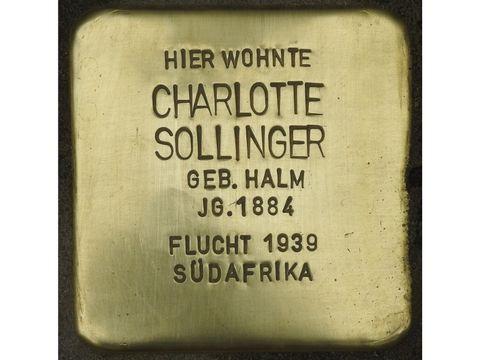 HIER WOHNTE
CHARLOTTE
SOLLINGER
GEB. HALM
JG. 1884
FLUCHT 1939
SÜDAFRIKA